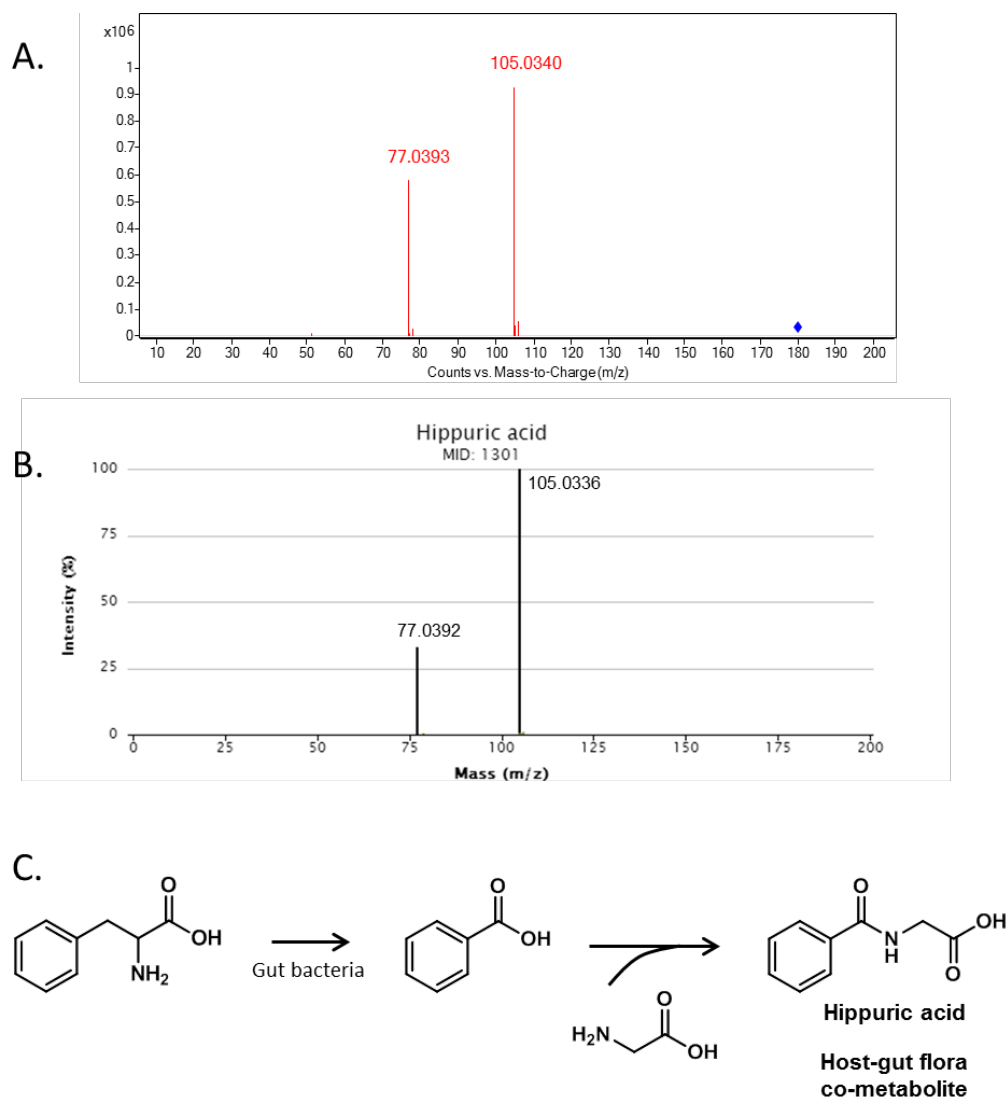 A.
x10⁶
1
0.9
0.8
0.7
0.6
0.5
0.4
0.3
0.2
0.1
0
105.0340
77.0393
10 20 30 40 50 60 70 80 90 100 110 120 130 140 150 160 170 180 190 200
Counts vs. Mass-to-Charge (m/z)
B.
Hippuric acid
MID: 1301
100
75
50
25
0
Intensity (%)
105.0336
77.0392
0 25 50 75 100 125 150 175 200
Mass (m/z)
C.
O
OH
NH₂
Gut bacteria
O
OH
H₂N
O
OH
O
N
H
OH
O
Hippuric acid
Host-gut flora
co-metabolite